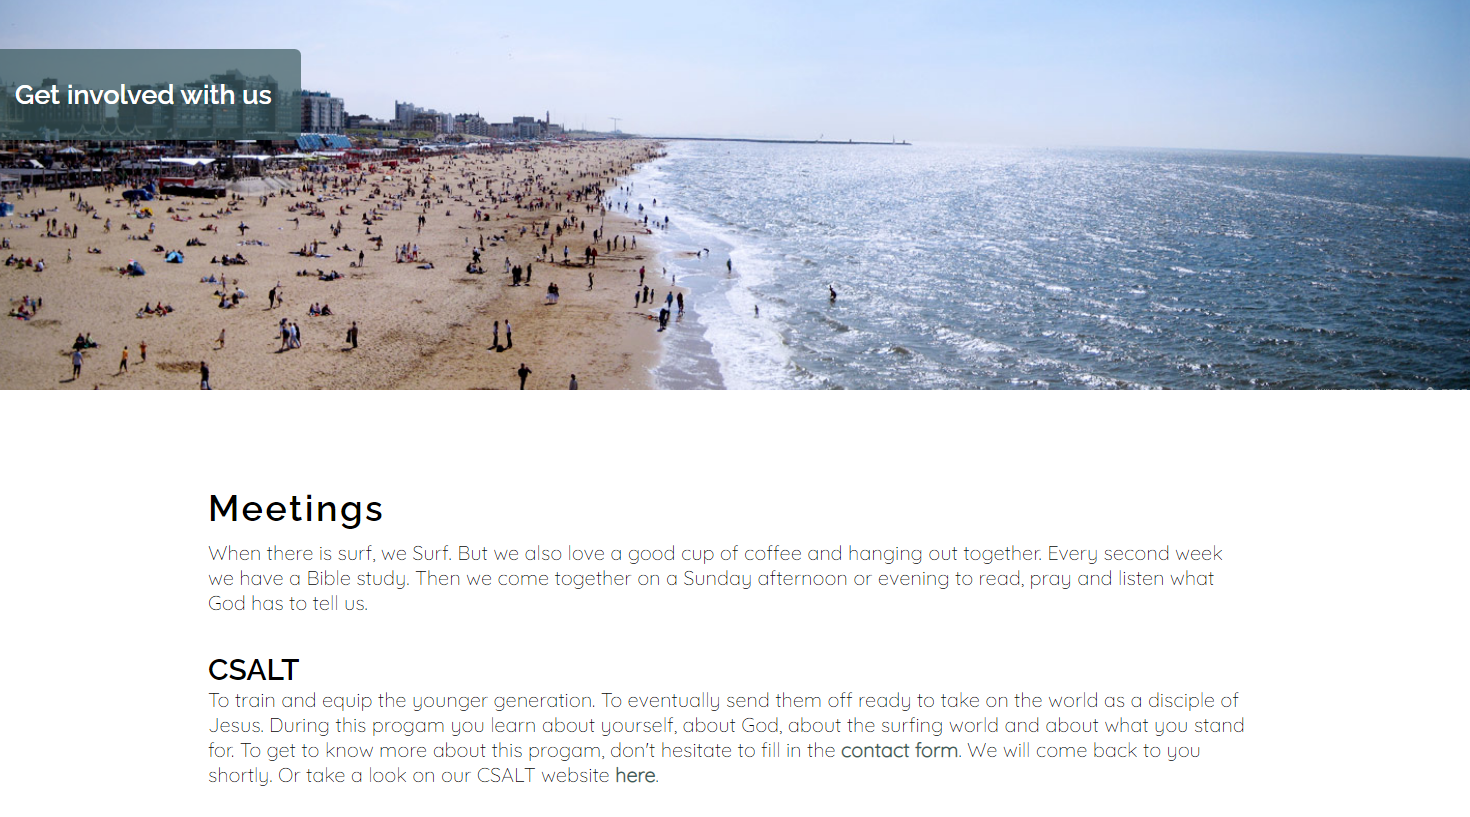 Get involved with us
Meetings
When there is surf, we Surf. But we also love a good cup of coffee and hanging out together. Every second week
we have a Bible study. Then we come together on a Sunday afternoon or evening to read, pray and listen what
God has to tell us.
CSALT
To train and equip the younger generation. To eventually send them off ready to take on the world as a disciple of
Jesus. During this progam you learn about yourself, about God, about the surfing world and about what you stand
for. To get to know more about this progam, don't hesitate to fill in the contact form. We will come back to you
shortly. Or take a look on our CSALT website here.